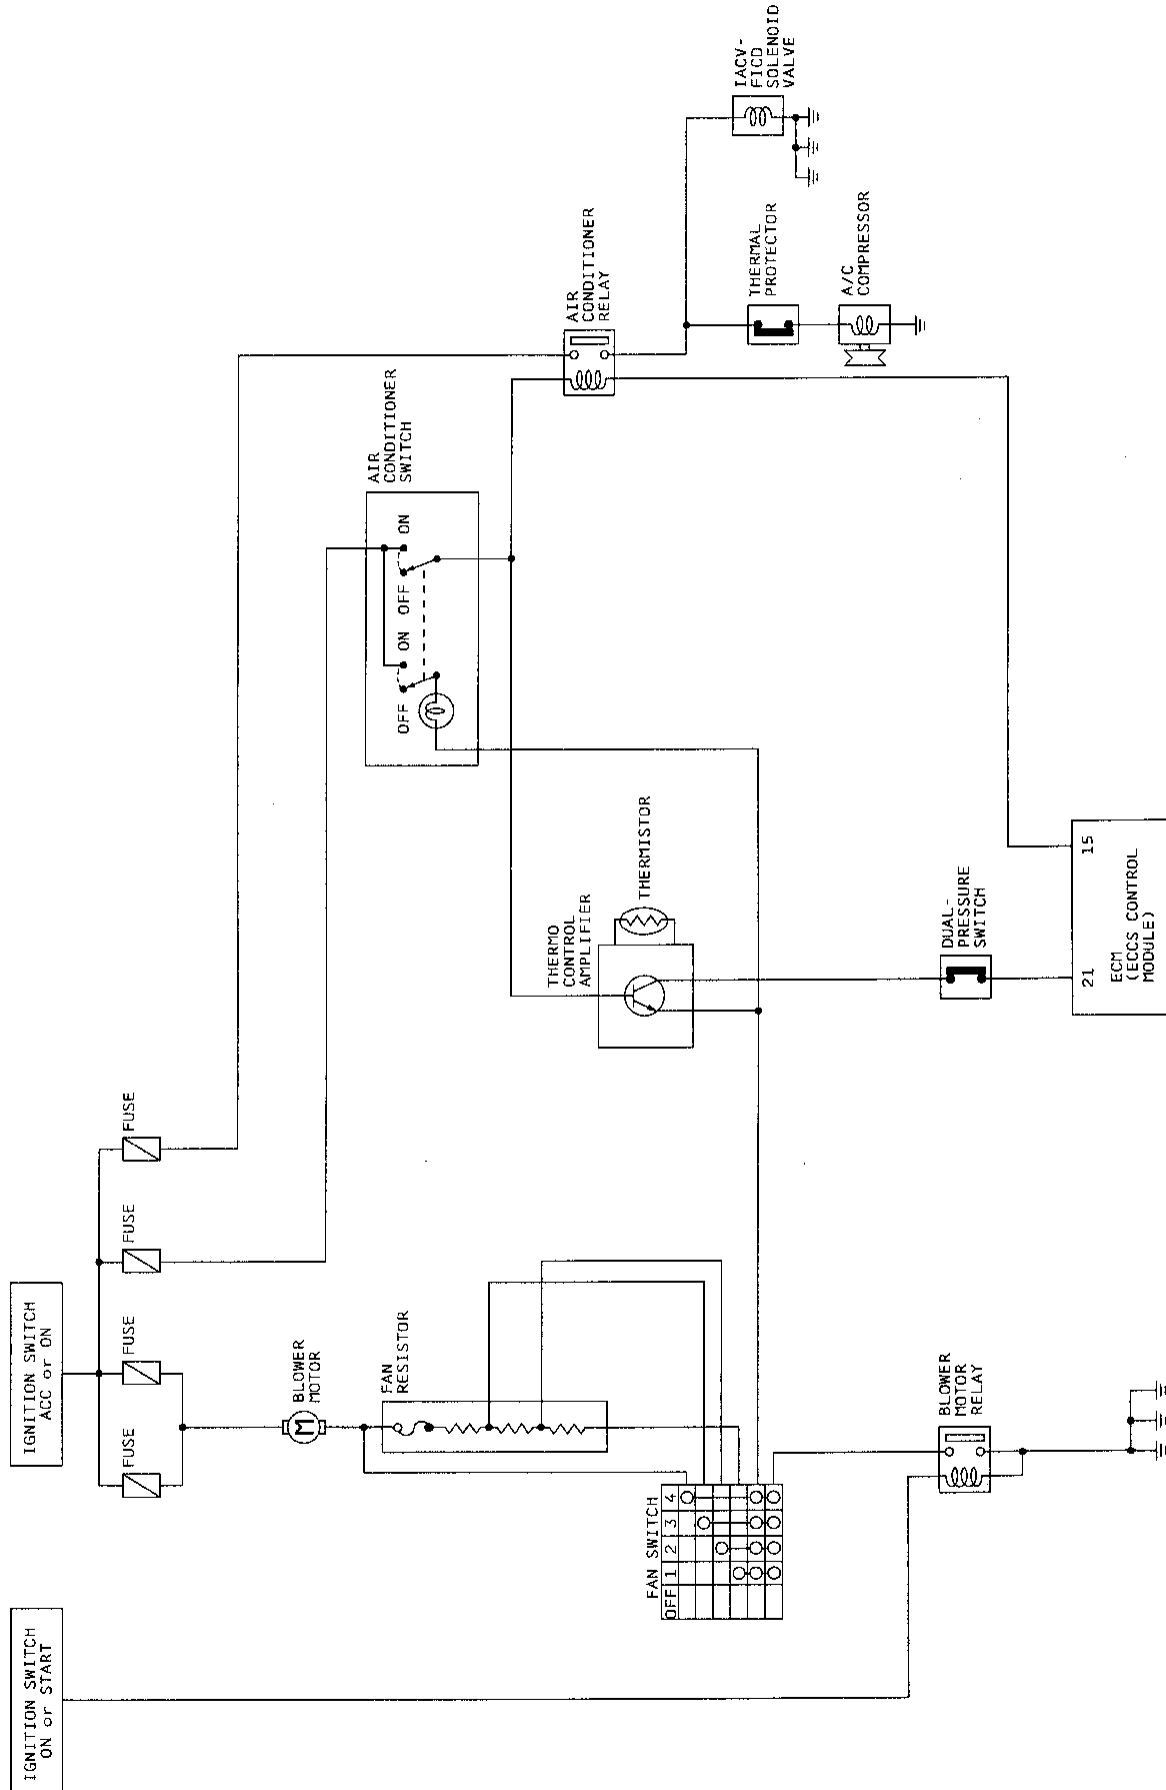 IGNITION SWITCH
ON or START
IGNITION SWITCH
ACC or ON
FUSE
FUSE
FUSE
FUSE
BLOWER
MOTOR
M
FAN
RESISTOR
AIR
CONDITIONER
SWITCH
OFF
ON
OFF
ON
AIR
CONDITIONER
RELAY
IACV-
FICD
SOLENOID
VALVE
THERMAL
PROTECTOR
A/C
COMPRESSOR
THERMO
CONTROL
AMPLIFIER
THERMISTOR
FAN SWITCH
OFF 1 2 3 4
BLOWER
MOTOR
RELAY
DUAL-
PRESSURE
SWITCH
21
15
ECM
(ECCS CONTROL
MODULE)